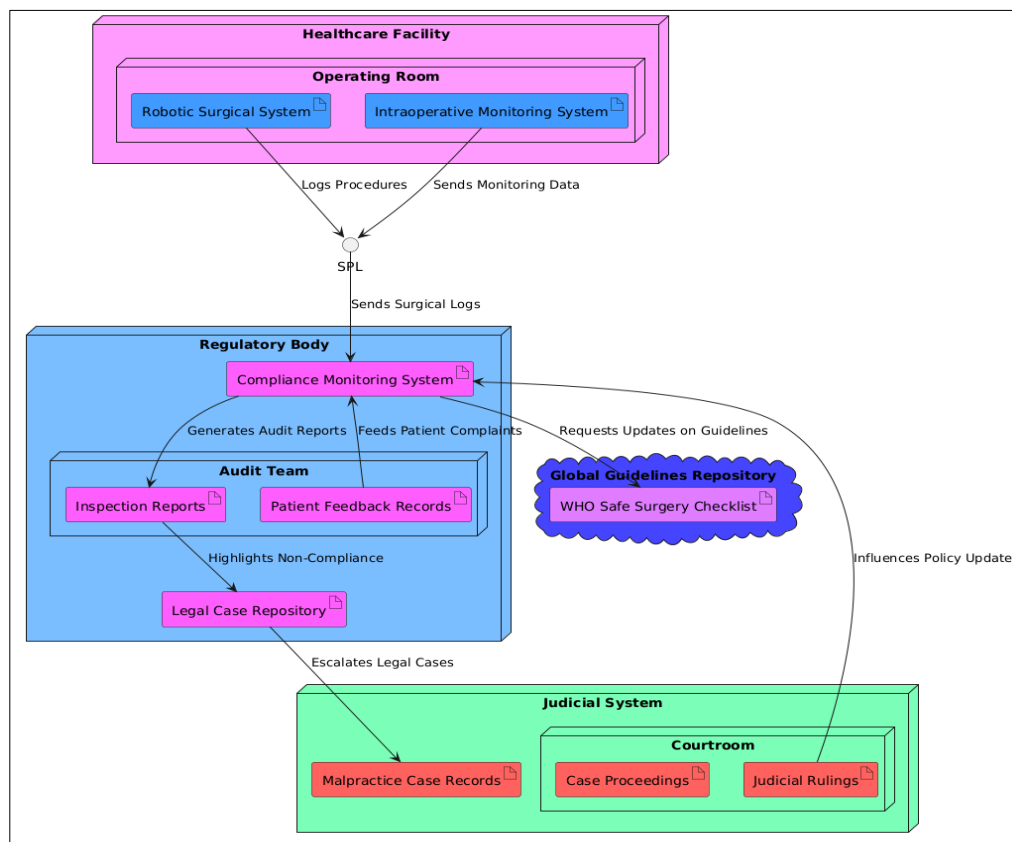 Healthcare Facility
Operating Room
Robotic Surgical System
Intraoperative Monitoring System
Logs Procedures
Sends Monitoring Data
SPL
Sends Surgical Logs
Regulatory Body
Compliance Monitoring System
Generates Audit Reports
Feeds Patient Complaints
Requests Updates on Guidelines
Audit Team
Global Guidelines Repository
Inspection Reports
Patient Feedback Records
WHO Safe Surgery Checklist
Highlights Non-Compliance
Influences Policy Update
Legal Case Repository
Escalates Legal Cases
Judicial System
Courtroom
Malpractice Case Records
Case Proceedings
Judicial Rulings